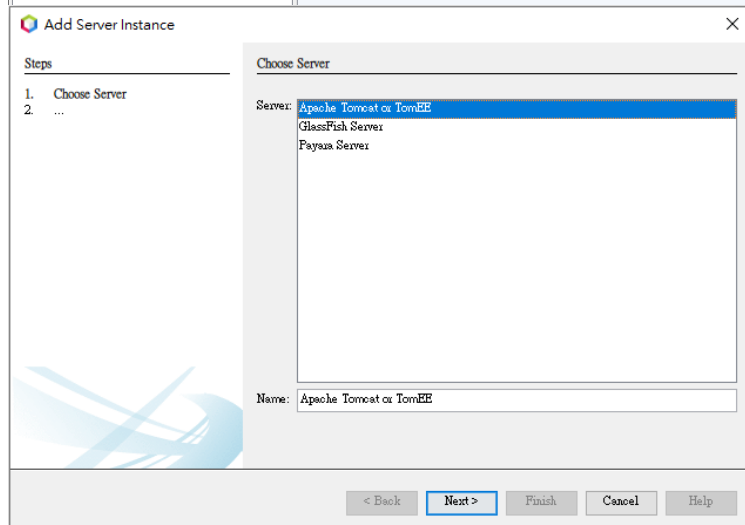 Add Server Instance
Steps
1. Choose Server
2. ...
Choose Server
Server:
Apache Tomcat or TomEE
GlassFish Server
Payara Server
Name: Apache Tomcat or TomEE
< Back Next > Finish Cancel Help